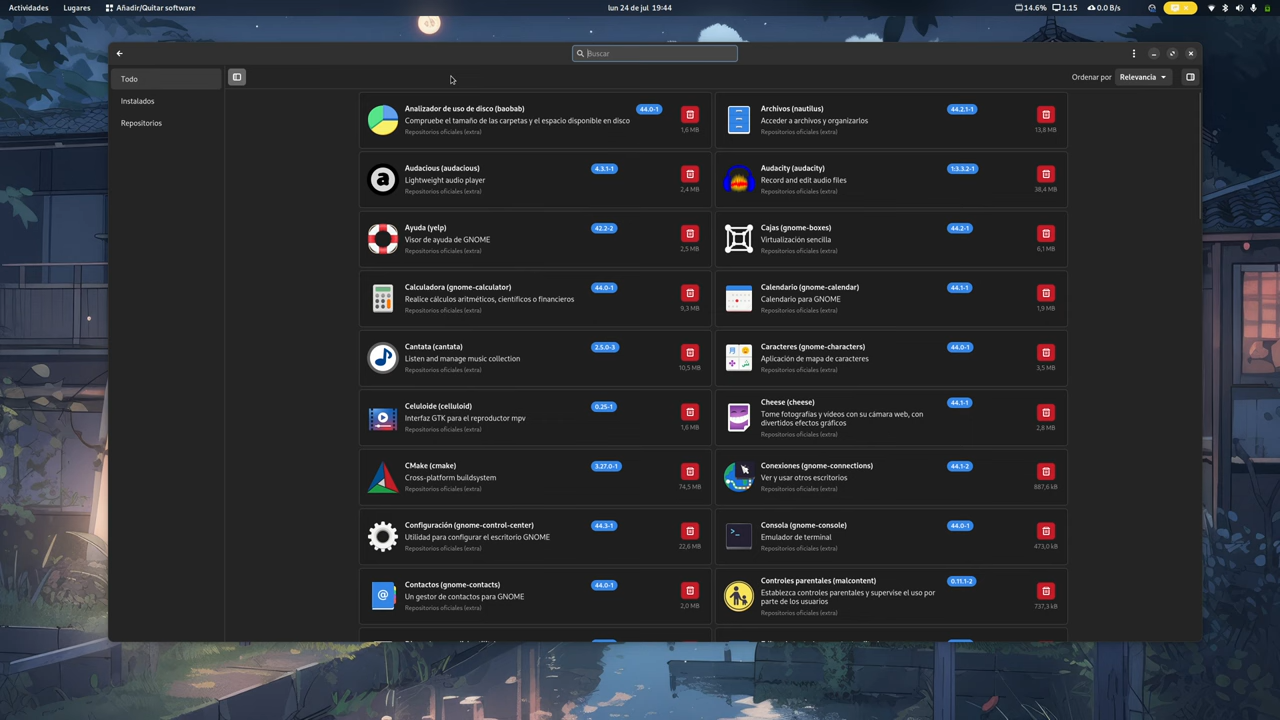 Actividades Lugares Añadir/Quitar software lun 24 de jul 19:44 14.6% 1.15 0.0 B/s
Buscar
Todo
Instalados
Repositorios
Ordenar por Relevancia
Analizador de uso de disco (baobab) 44.0-1
Compruebe el tamaño de las carpetas y el espacio disponible en disco
Repositorios oficiales (extra) 1,6 MB
Archivos (nautilus) 44.2.1-1
Acceder a archivos y organizarlos
Repositorios oficiales (extra) 13,8 MB
Audacious (audacious) 4.3.1-1
Lightweight audio player
Repositorios oficiales (extra) 2,4 MB
Audacity (audacity) 1:3.3.2-1
Record and edit audio files
Repositorios oficiales (extra) 38,4 MB
Ayuda (yelp) 42.2-2
Visor de ayuda de GNOME
Repositorios oficiales (extra) 2,5 MB
Cajas (gnome-boxes) 44.2-1
Virtualización sencilla
Repositorios oficiales (extra) 6,1 MB
Calculadora (gnome-calculator) 44.0-1
Realice cálculos aritméticos, científicos o financieros
Repositorios oficiales (extra) 9,3 MB
Calendario (gnome-calendar) 44.1-1
Calendario para GNOME
Repositorios oficiales (extra) 1,9 MB
Cantata (cantata) 2.5.0-3
Listen and manage music collection
Repositorios oficiales (extra) 10,5 MB
Caracteres (gnome-characters) 44.0-1
Aplicación de mapa de caracteres
Repositorios oficiales (extra) 3,5 MB
Celuloide (celluloid) 0.25-1
Interfaz GTK para el reproductor mpv
Repositorios oficiales (extra) 1,6 MB
Cheese (cheese) 44.1-1
Tome fotografías y vídeos con su cámara web, con
divertidos efectos gráficos
Repositorios oficiales (extra) 2,8 MB
CMake (cmake) 3.27.0-1
Cross-platform buildsystem
Repositorios oficiales (extra) 74,5 MB
Conexiones (gnome-connections) 44.1-2
Ver y usar otros escritorios
Repositorios oficiales (extra) 887,6 kB
Configuración (gnome-control-center) 44.3-1
Utilidad para configurar el escritorio GNOME
Repositorios oficiales (extra) 22,6 MB
Consola (gnome-console) 44.0-1
Emulador de terminal
Repositorios oficiales (extra) 473,0 kB
Contactos (gnome-contacts) 44.0-1
Un gestor de contactos para GNOME
Repositorios oficiales (extra) 2,0 MB
Controles parentales (malcontent) 0.11.1-2
Establezca controles parentales y supervise el uso por
parte de los usuarios
Repositorios oficiales (extra) 737,3 kB